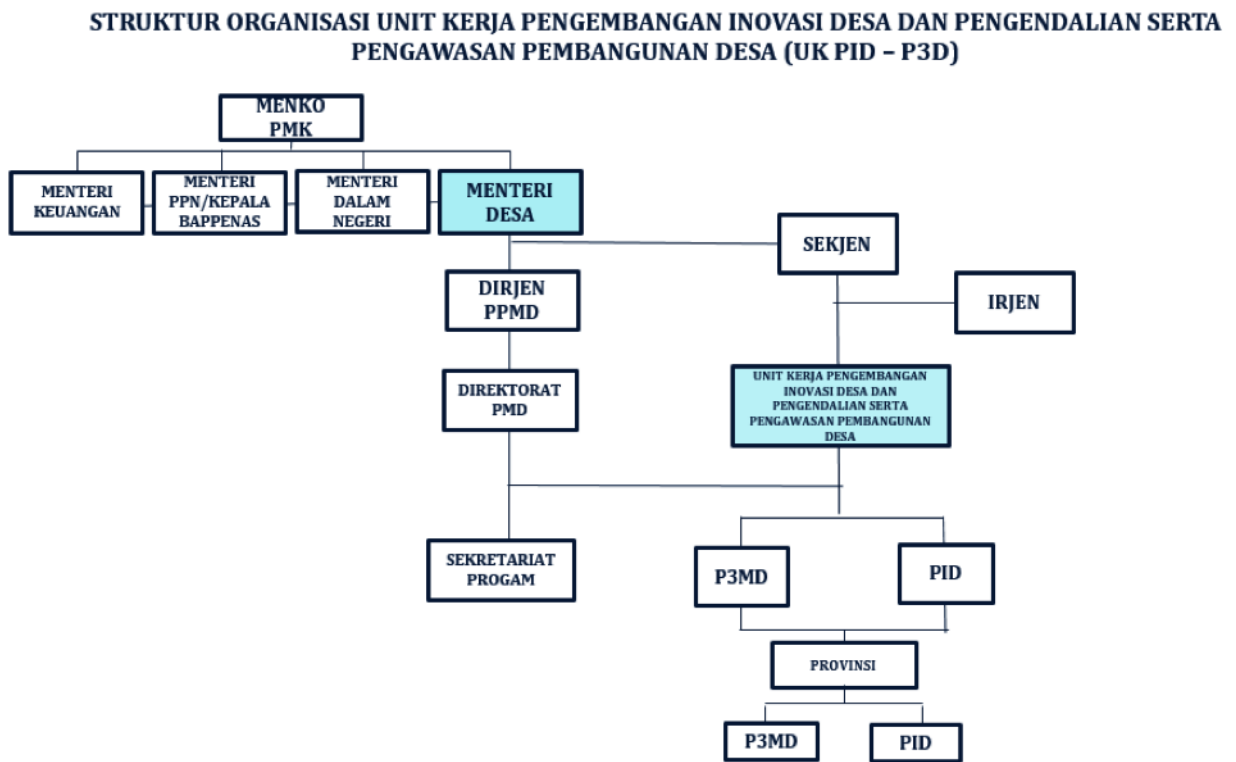 STRUKTUR ORGANISASI UNIT KERJA PENGEMBANGAN INOVASI DESA DAN PENGENDALIAN SERTA
PENGAWASAN PEMBANGUNAN DESA (UK PID – P3D)
MENKO
PMK
MENTERI
KEUANGAN
MENTERI
PPN/KEPALA
BAPPENAS
MENTERI
DALAM
NEGERI
MENTERI
DESA
SEKJEN
DIRJEN
PPMD
IRJEN
DIREKTORAT
PMD
UNIT KERJA PENGEMBANGAN
INOVASI DESA DAN
PENGENDALIAN SERTA
PENGAWASAN PEMBANGUNAN
DESA
SEKRETARIAT
PROGAM
P3MD
PID
PROVINSI
P3MD
PID